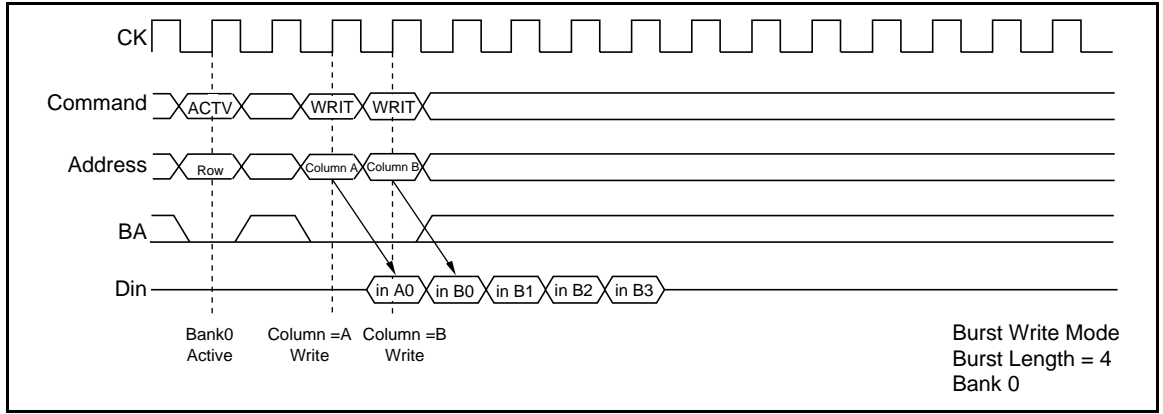 CK
Command ACTV WRIT WRIT
Address Row Column A Column B
BA
Din in A0 in B0 in B1 in B2 in B3
Bank0 Column =A Column =B
Active Write Write
Burst Write Mode
Burst Length = 4
Bank 0